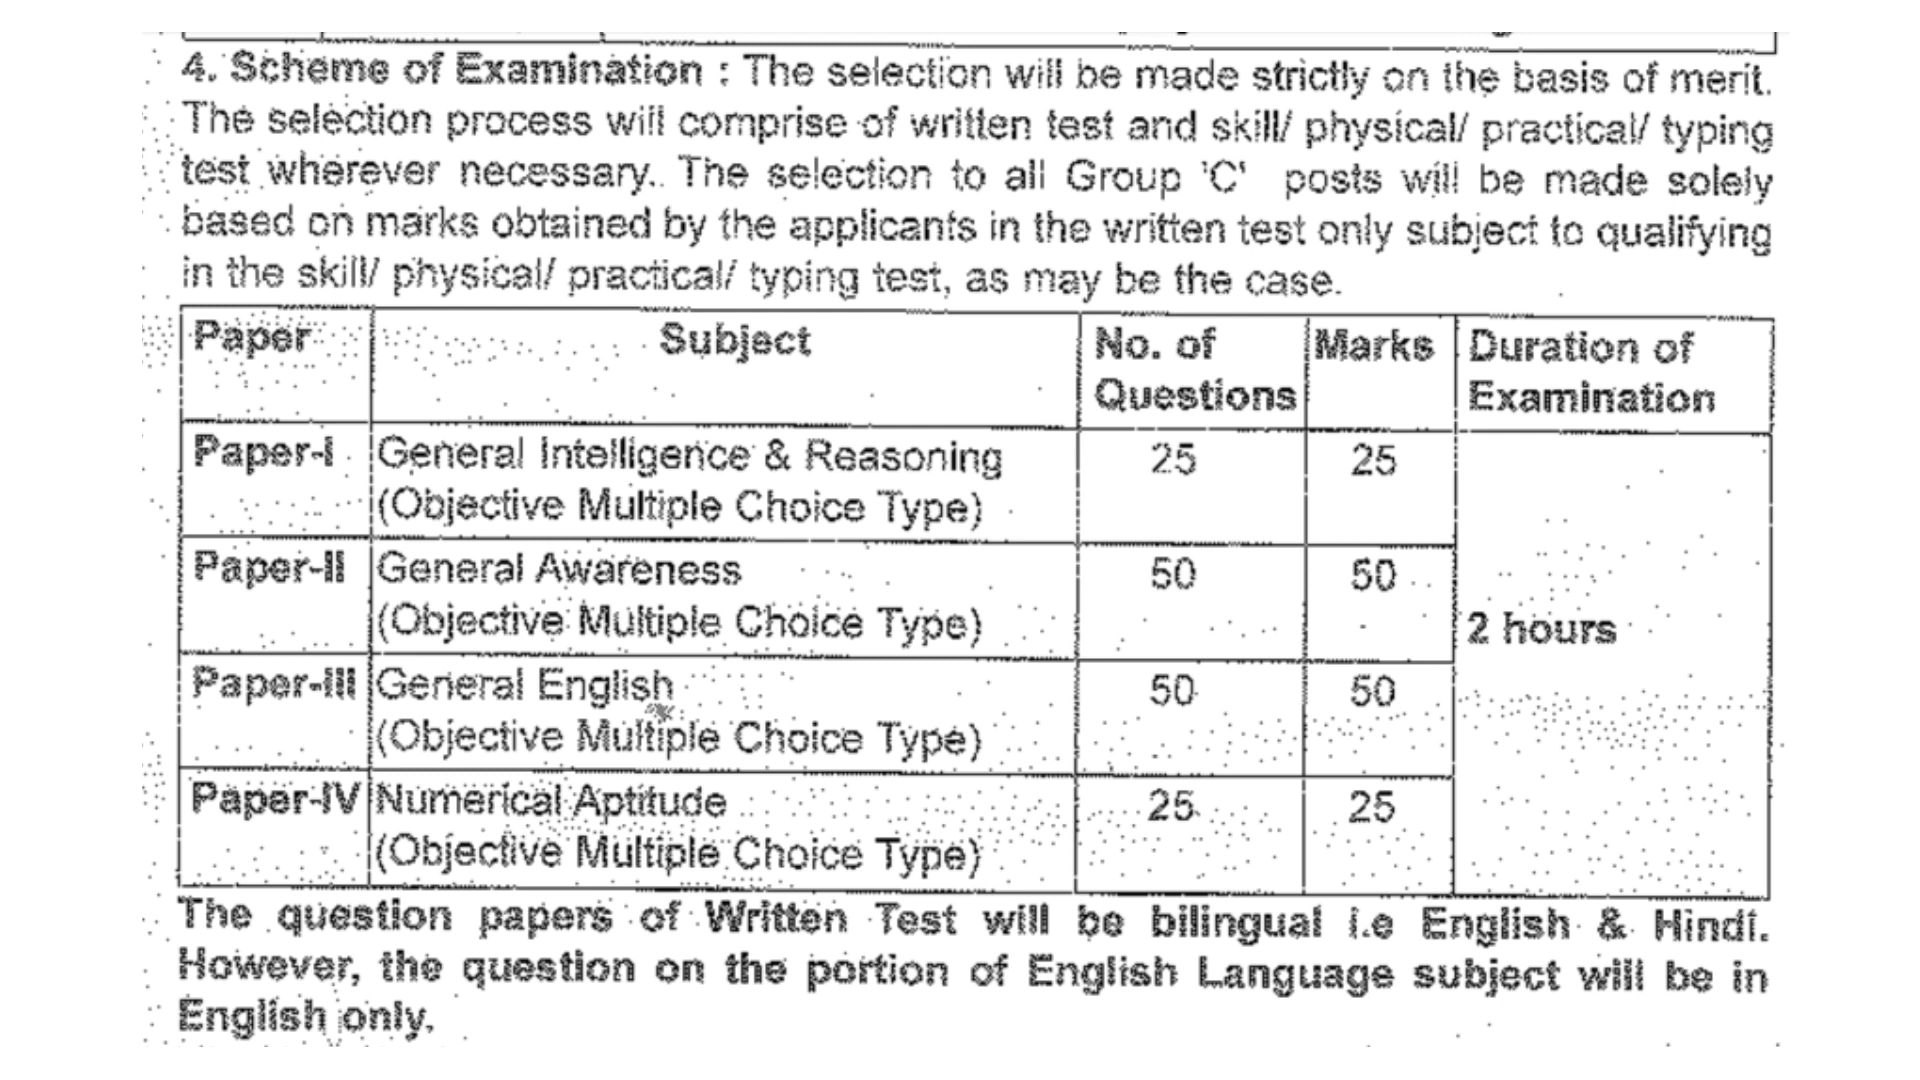 4. Scheme of Examination : The selection will be made strictly on the basis of merit.
The selection process will comprise of written test and skill/ physical/ practical/ typing
test wherever necessary.. The selection to all Group 'C' posts will be made solely
based on marks obtained by the applicants in the written test only subject to qualifying
in the skill/ physical/ practical/ typing test, as may be the case.
Paper Subject No. of Questions Marks Duration of Examination
Paper-I General Intelligence & Reasoning 25 25
(Objective Multiple Choice Type)
Paper-II General Awareness 50 50
(Objective Multiple Choice Type) 2 hours
Paper-III General English 50 50
(Objective Multiple Choice Type)
Paper-IV Numerical Aptitude 25 25
(Objective Multiple Choice Type)
The question papers of Written Test will be bilingual i.e English & Hindi.
However, the question on the portion of English Language subject will be in
English only.